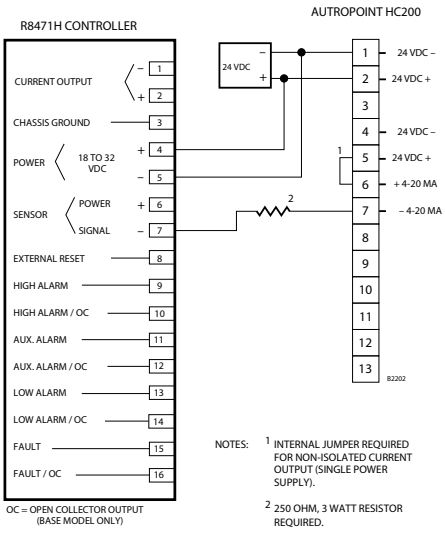 AUTROPOINT HC200
R8471H CONTROLLER
CURRENT OUTPUT
– 1
+ 2
CHASSIS GROUND 3
POWER
18 TO 32
VDC
+ 4
– 5
SENSOR
POWER + 6
SIGNAL – 7
EXTERNAL RESET 8
HIGH ALARM 9
HIGH ALARM / OC 10
AUX. ALARM 11
AUX. ALARM / OC 12
LOW ALARM 13
LOW ALARM / OC 14
FAULT 15
FAULT / OC 16
OC = OPEN COLLECTOR OUTPUT
(BASE MODEL ONLY)
24 VDC
–
+
1
2
1 24 VDC –
2 24 VDC +
3
4 24 VDC –
5 24 VDC +
6 + 4-20 MA
7 – 4-20 MA
8
9
10
11
12
13
B2202
NOTES: 1 INTERNAL JUMPER REQUIRED
FOR NON-ISOLATED CURRENT
OUTPUT (SINGLE POWER
SUPPLY).
2 250 OHM, 3 WATT RESISTOR
REQUIRED.